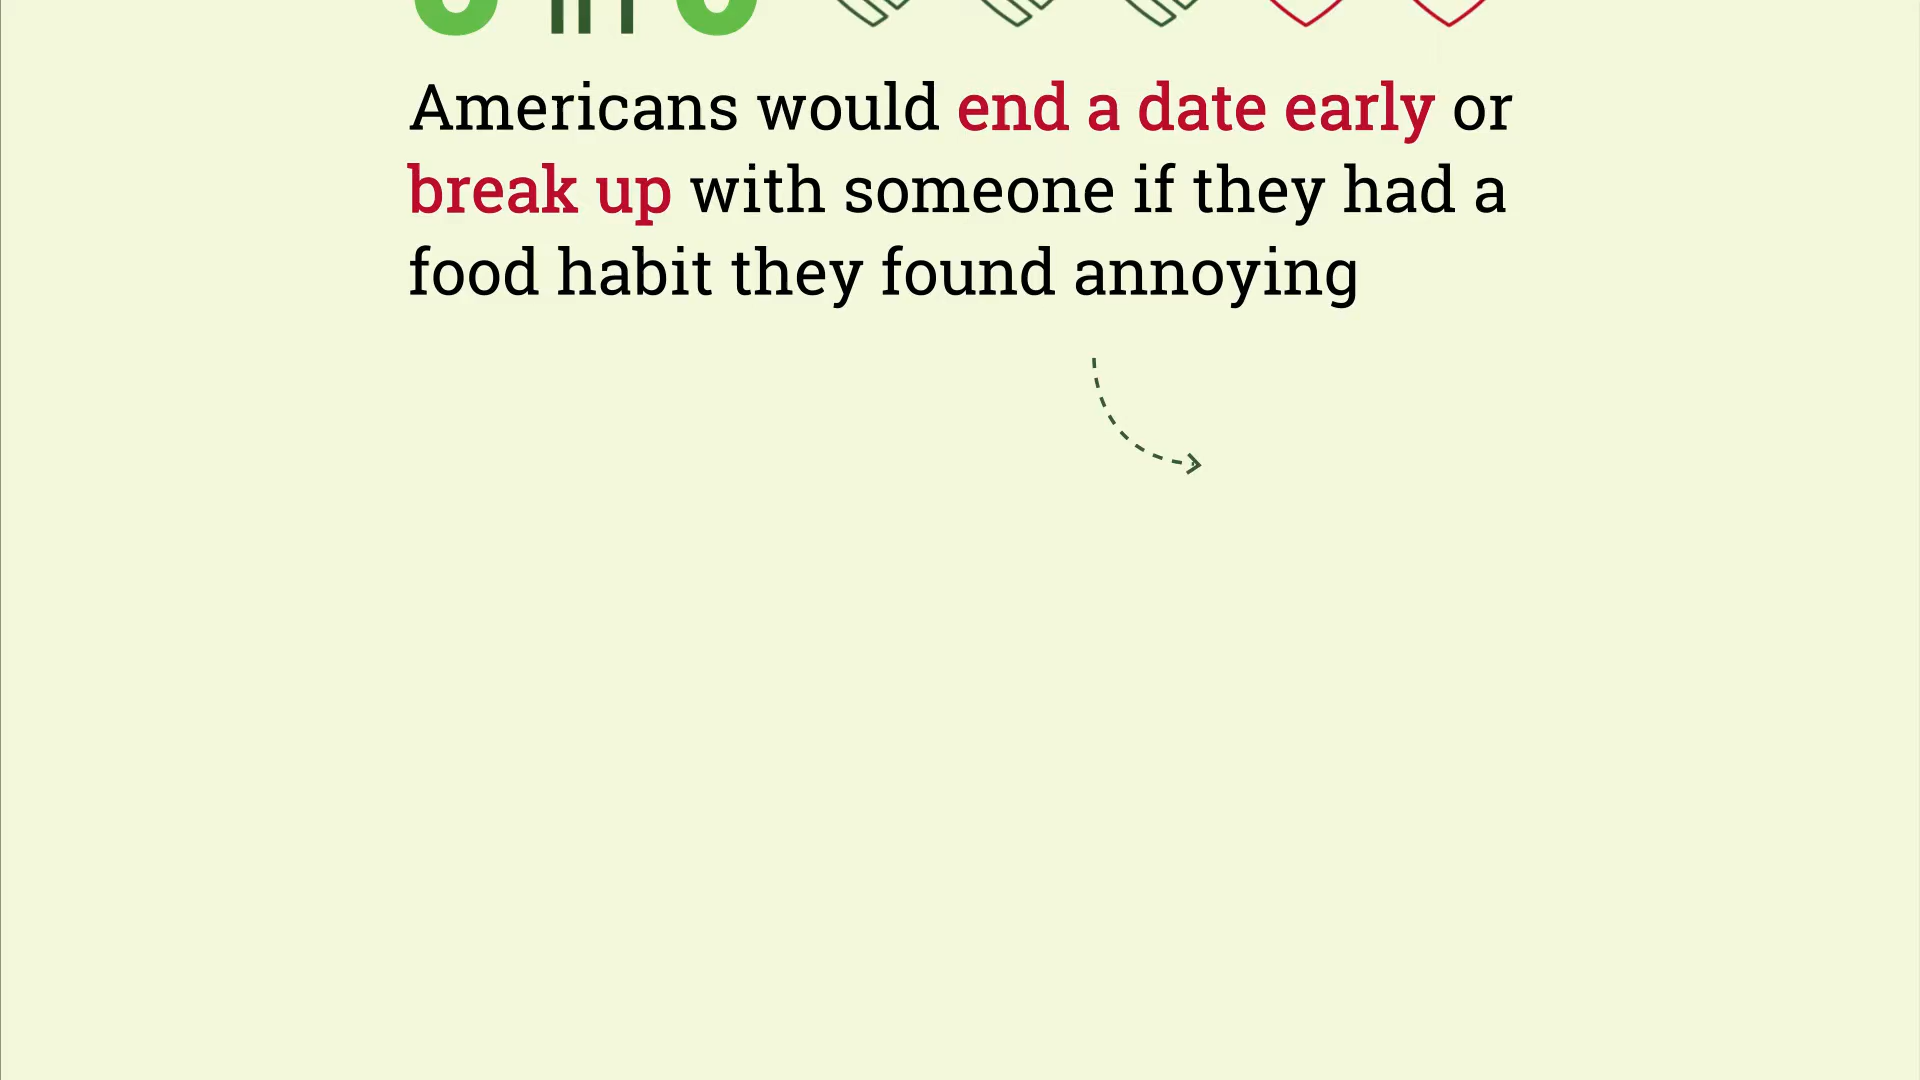 Americans would end a date early or
break up with someone if they had a
food habit they found annoying